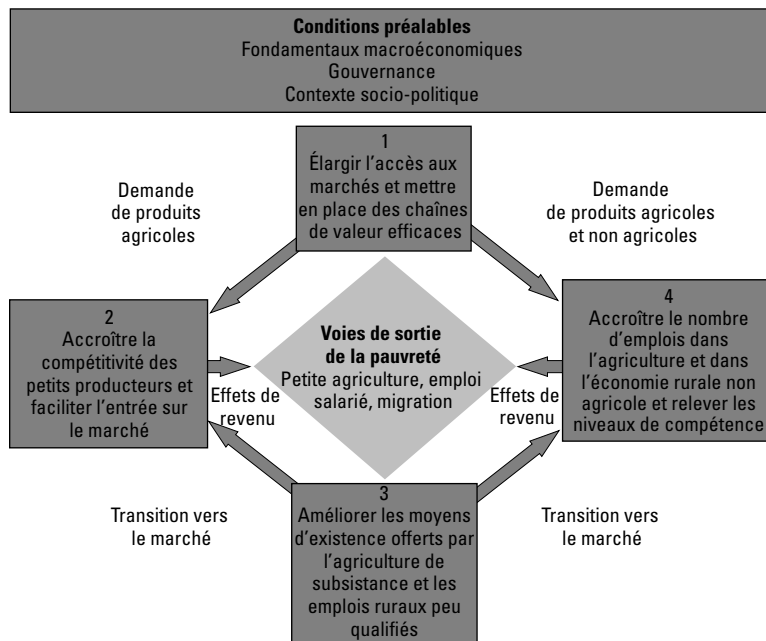 Conditions préalables
Fondamentaux macroéconomiques
Gouvernance
Contexte socio-politique
1
Élargir l'accès aux
marchés et mettre
en place des chaînes
de valeur efficaces
Demande
de produits
agricoles
Demande
de produits agricoles
et non agricoles
2
Accroître la
compétitivité des
petits producteurs et
faciliter l'entrée sur
le marché
Voies de sortie
de la pauvreté
Petite agriculture, emploi
salarié, migration
4
Accroître le nombre
d'emplois dans
l'agriculture et dans
l'économie rurale non
agricole et relever les
niveaux de compétence
Effets de
revenu
Effets de
revenu
Transition vers
le marché
3
Améliorer les moyens
d'existence offerts par
l'agriculture de
subsistance et les
emplois ruraux peu
qualifiés
Transition vers
le marché